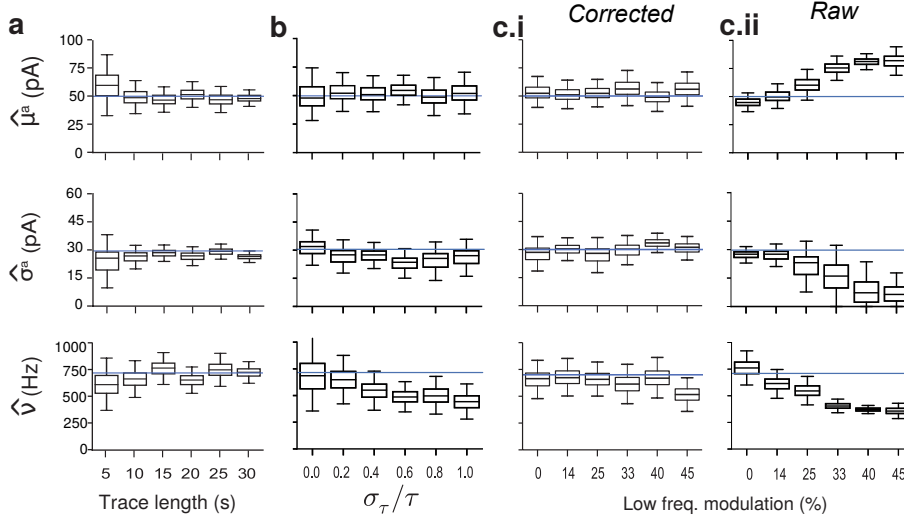 a b c.i Corrected c.ii Raw
μ̂ᵃ (pA)
100
75
50
25
0
σ̂ᵃ (pA)
60
45
30
15
0
ν̂ (Hz)
1000
750
500
250
0
5 10 15 20 25 30
Trace length (s)
0.0 0.2 0.4 0.6 0.8 1.0
σ_τ/τ
0 14 25 33 40 45
0 14 25 33 40 45
Low freq. modulation (%)